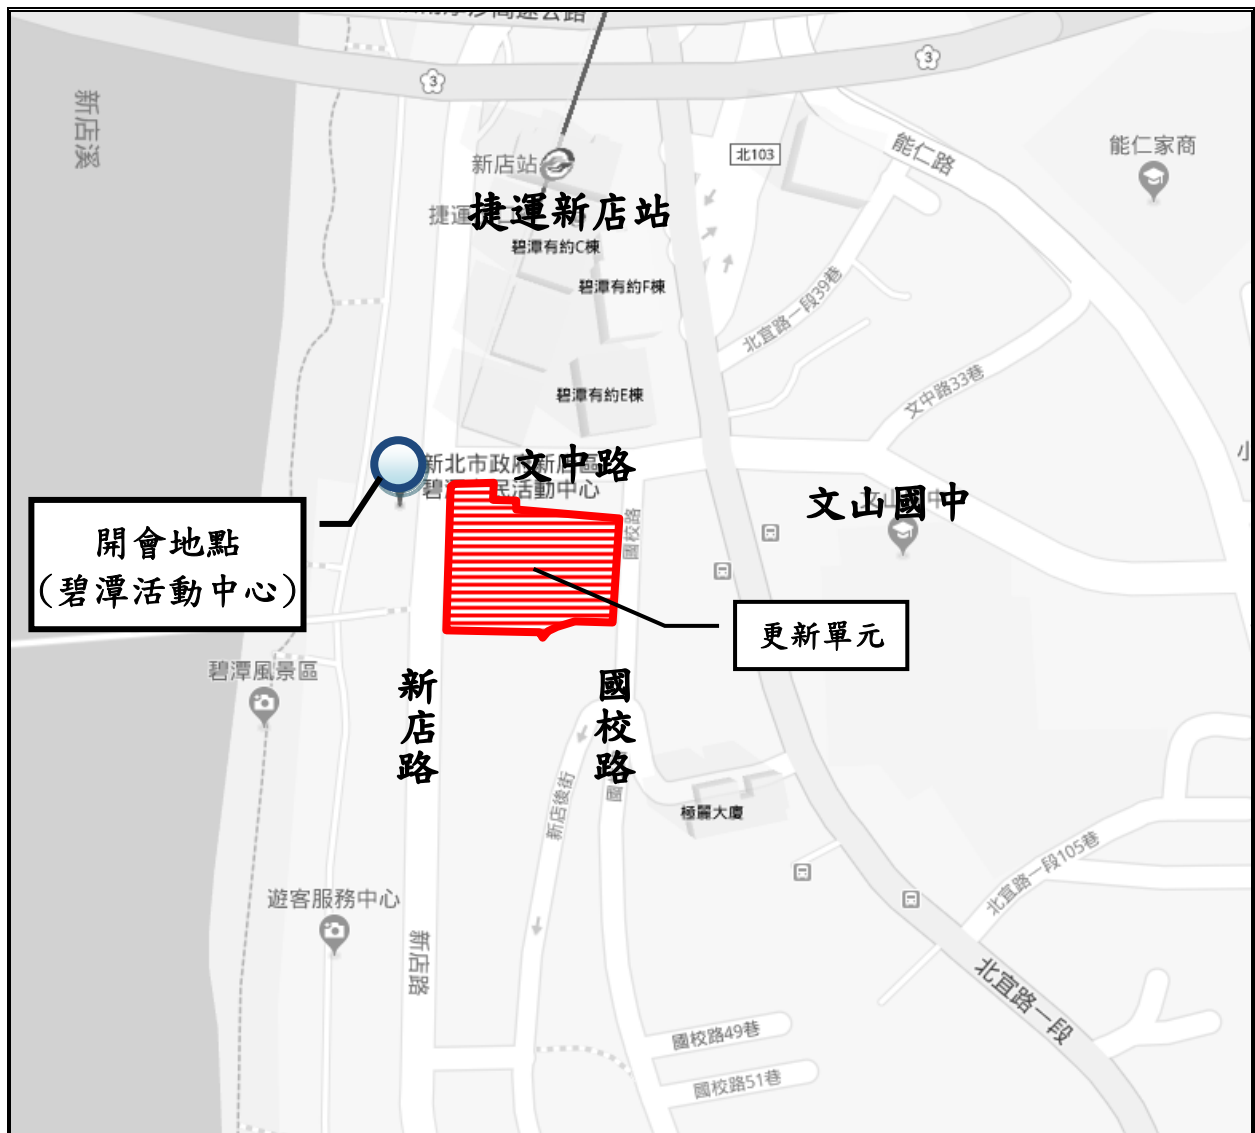 3
3
新店溪
新店站
北103
能仁路
能仁家商
捷運新店站
碧潭有約C棟
碧潭有約F棟
北宜路一段39巷
碧潭有約E棟
文中路33巷
文中路
新北市政府新店區
碧潭 民活動中心
文山國中
國校路
開會地點
(碧潭活動中心)
更新單元
碧潭風景區
新店路
國校路
新店後街
極麗大廈
北宜路一段105巷
遊客服務中心
新店路
北宜路一段
國校路49巷
國校路51巷